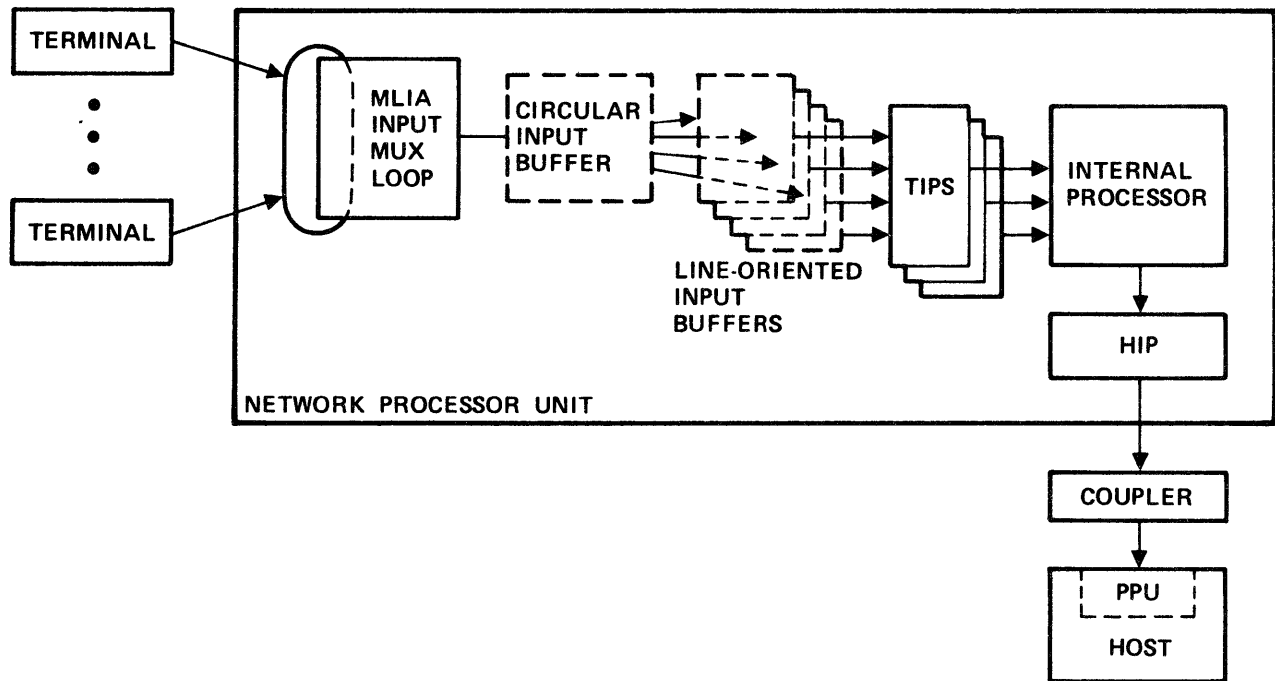 TERMINAL
TERMINAL
MLIA
INPUT
MUX
LOOP
CIRCULAR
INPUT
BUFFER
LINE-ORIENTED
INPUT
BUFFERS
TIPS
INTERNAL
PROCESSOR
HIP
NETWORK PROCESSOR UNIT
COUPLER
PPU
HOST